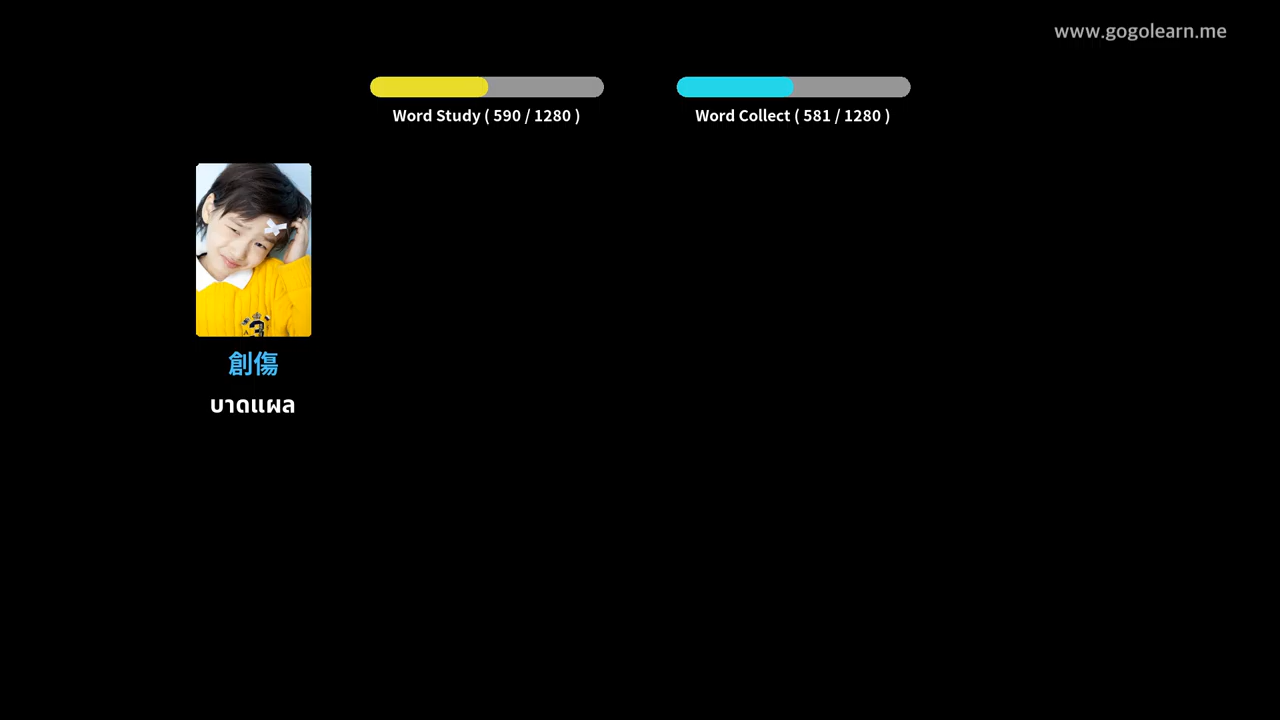 www.gogolearn.me
Word Study ( 590 / 1280 )
Word Collect ( 581 / 1280 )
3
創傷
บาดแผล